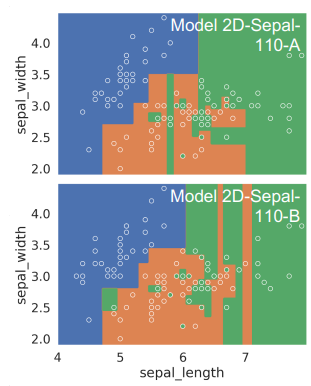 Model 2D-Sepal-
110-A
4.0
3.5
3.0
2.5
2.0
sepal_width
Model 2D-Sepal-
110-B
4.0
3.5
3.0
2.5
2.0
sepal_width
4 5 6 7
sepal_length